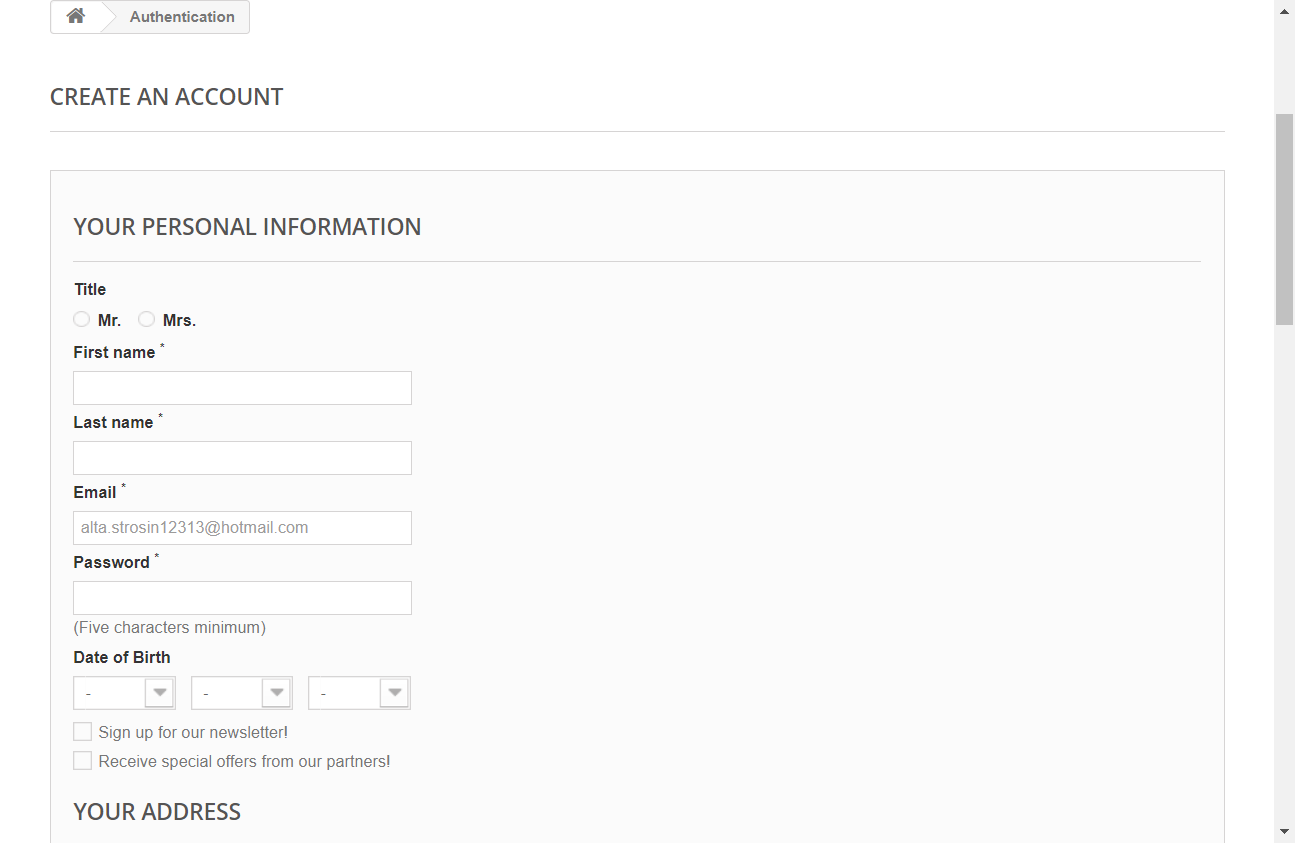 Authentication
CREATE AN ACCOUNT
YOUR PERSONAL INFORMATION
Title
Mr. Mrs.
First name *
Last name *
Email *
alta.strosin12313@hotmail.com
Password *
(Five characters minimum)
Date of Birth
- - -
Sign up for our newsletter!
Receive special offers from our partners!
YOUR ADDRESS